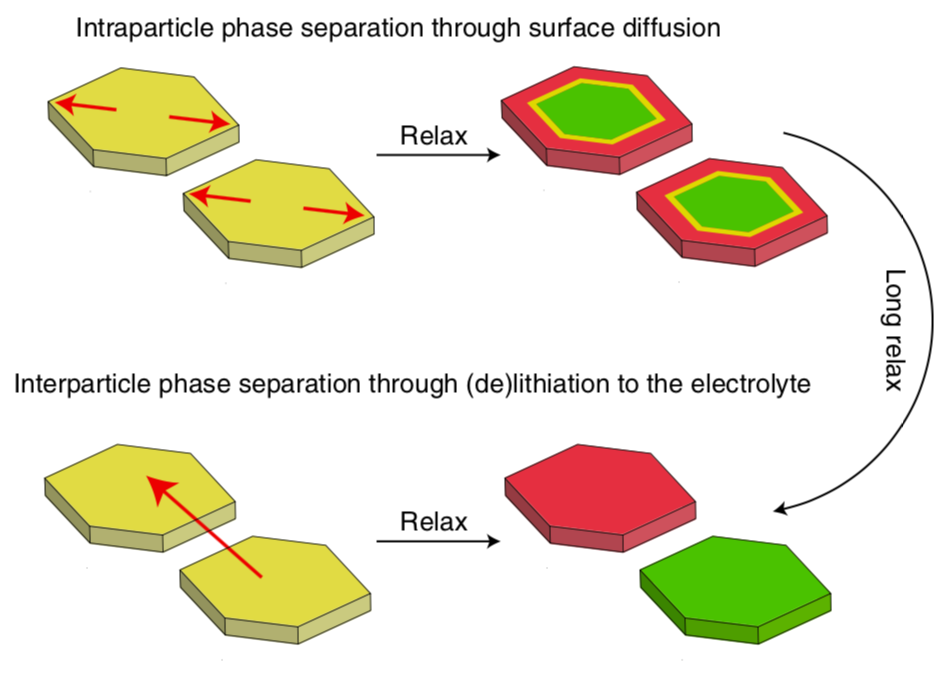 Intraparticle phase separation through surface diffusion
Relax
Long relax
Interparticle phase separation through (de)lithiation to the electrolyte
Relax